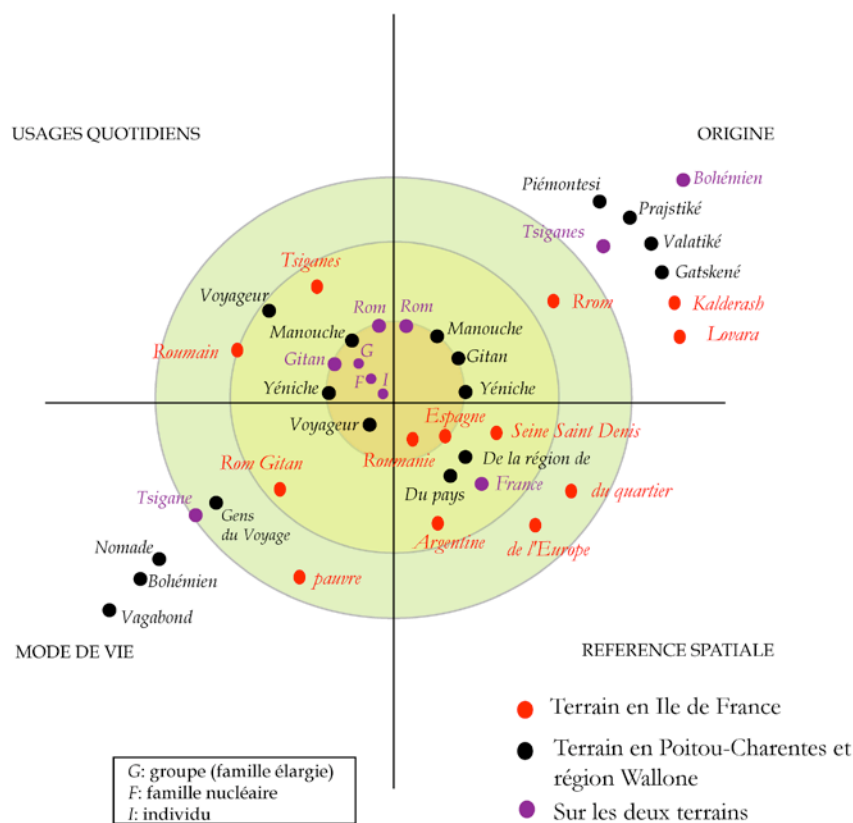 USAGES QUOTIDIENS
ORIGINE
Piémontesi
Bohémien
Prajstiké
Tsiganes
Valatiké
Gatskené
Tsiganes
Voyageur
Rrom
Kalderash
Rom
Rom
Lovara
Manouche
Manouche
Roumain
G
Gitan
Gitan
F
I
Yéniche
Yéniche
Espagne
Voyageur
Seine Saint Denis
Roumanie
De la région de
Rom Gitan
Du pays
France
du quartier
Tsigane
Gens
du Voyage
Argentine
de l'Europe
Nomade
Bohémien
pauvre
Vagabond
MODE DE VIE
REFERENCE SPATIALE
Terrain en Ile de France
Terrain en Poitou-Charentes et
région Wallone
Sur les deux terrains
G: groupe (famille élargie)
F: famille nucléaire
I: individu